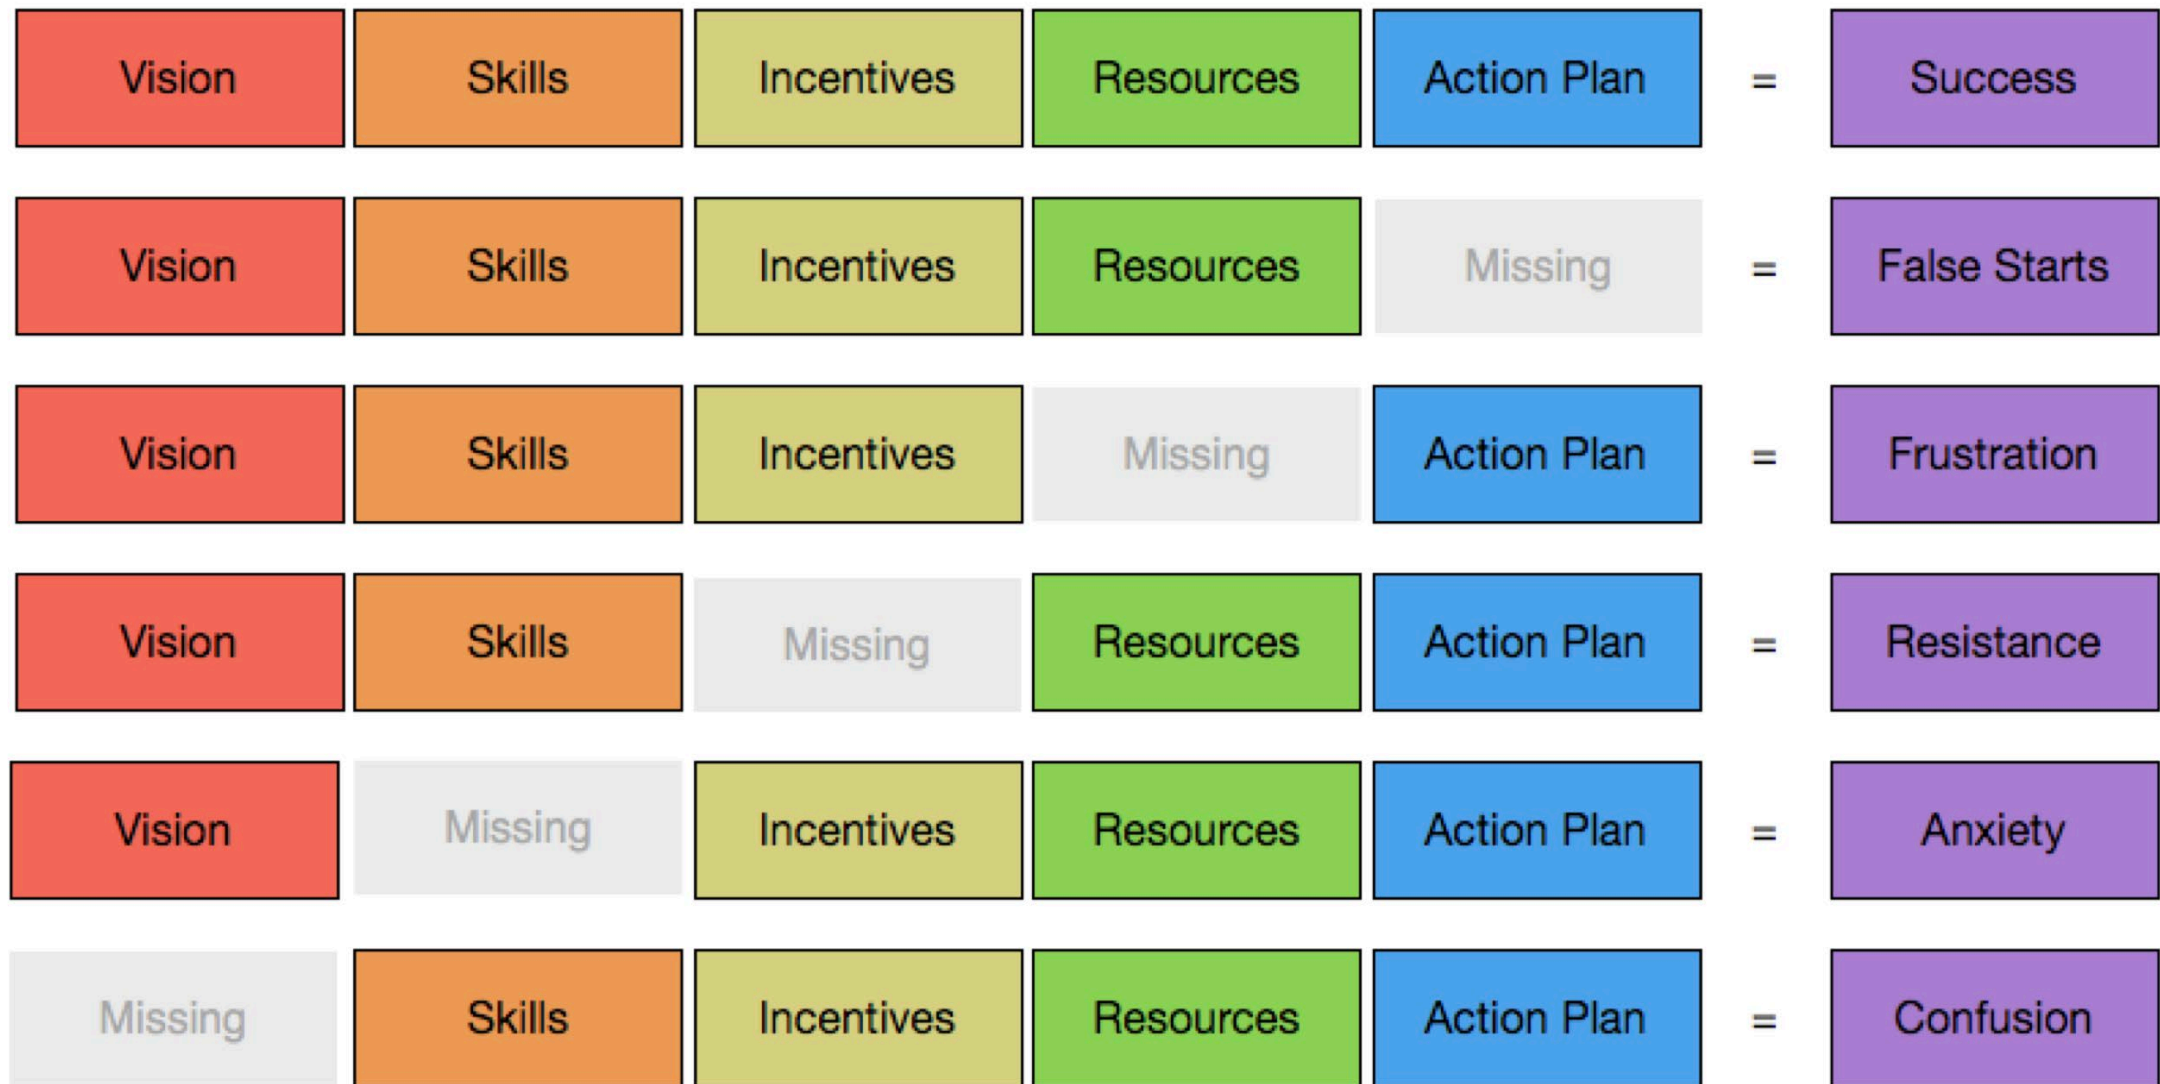 Vision Skills Incentives Resources Action Plan = Success
Vision Skills Incentives Resources Missing = False Starts
Vision Skills Incentives Missing Action Plan = Frustration
Vision Skills Missing Resources Action Plan = Resistance
Vision Missing Incentives Resources Action Plan = Anxiety
Missing Skills Incentives Resources Action Plan = Confusion